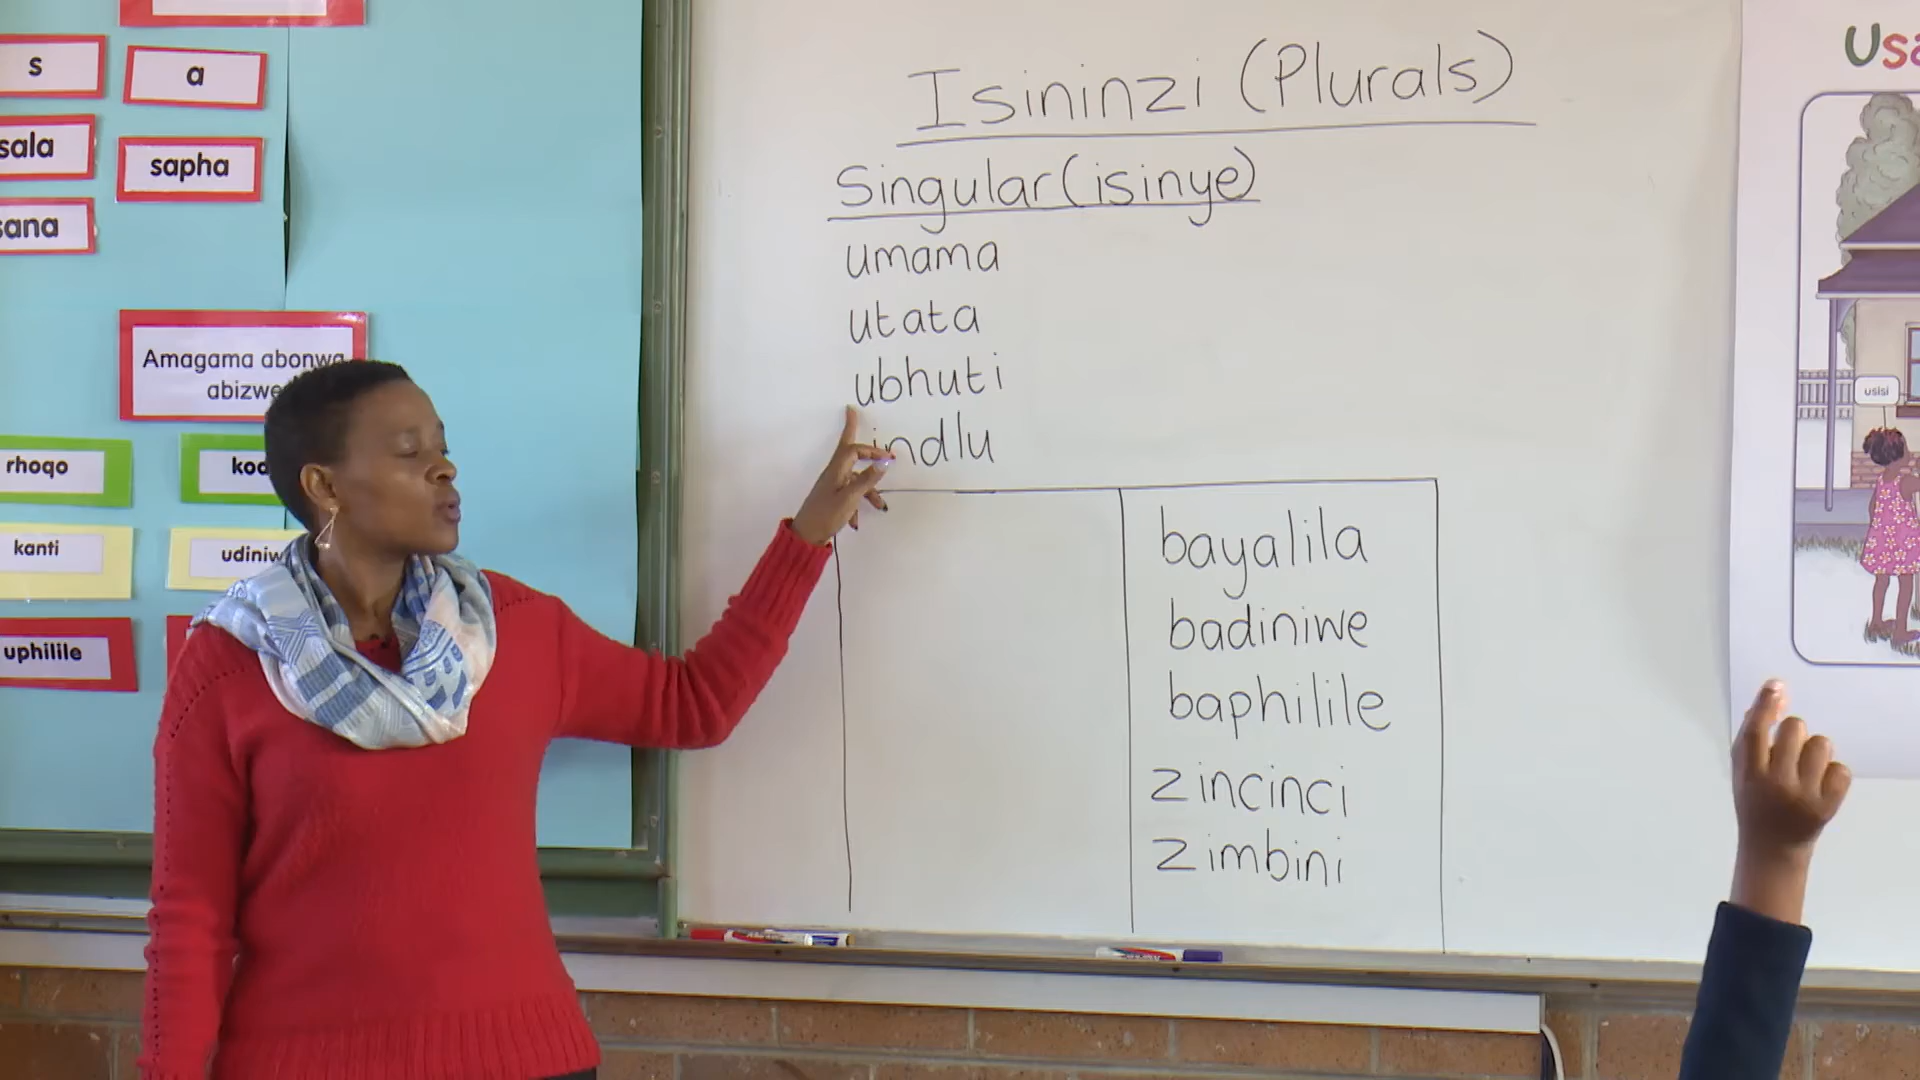 s
a
sala
sapha
sana
Amagama abonwa
rhoqo
kanti
uphilile
Isininzi (Plurals)
Singular (isinye)
umama
utata
ubhuti
indlu
bayalila
badiniwe
baphilile
zincinci
zimbini
usisi